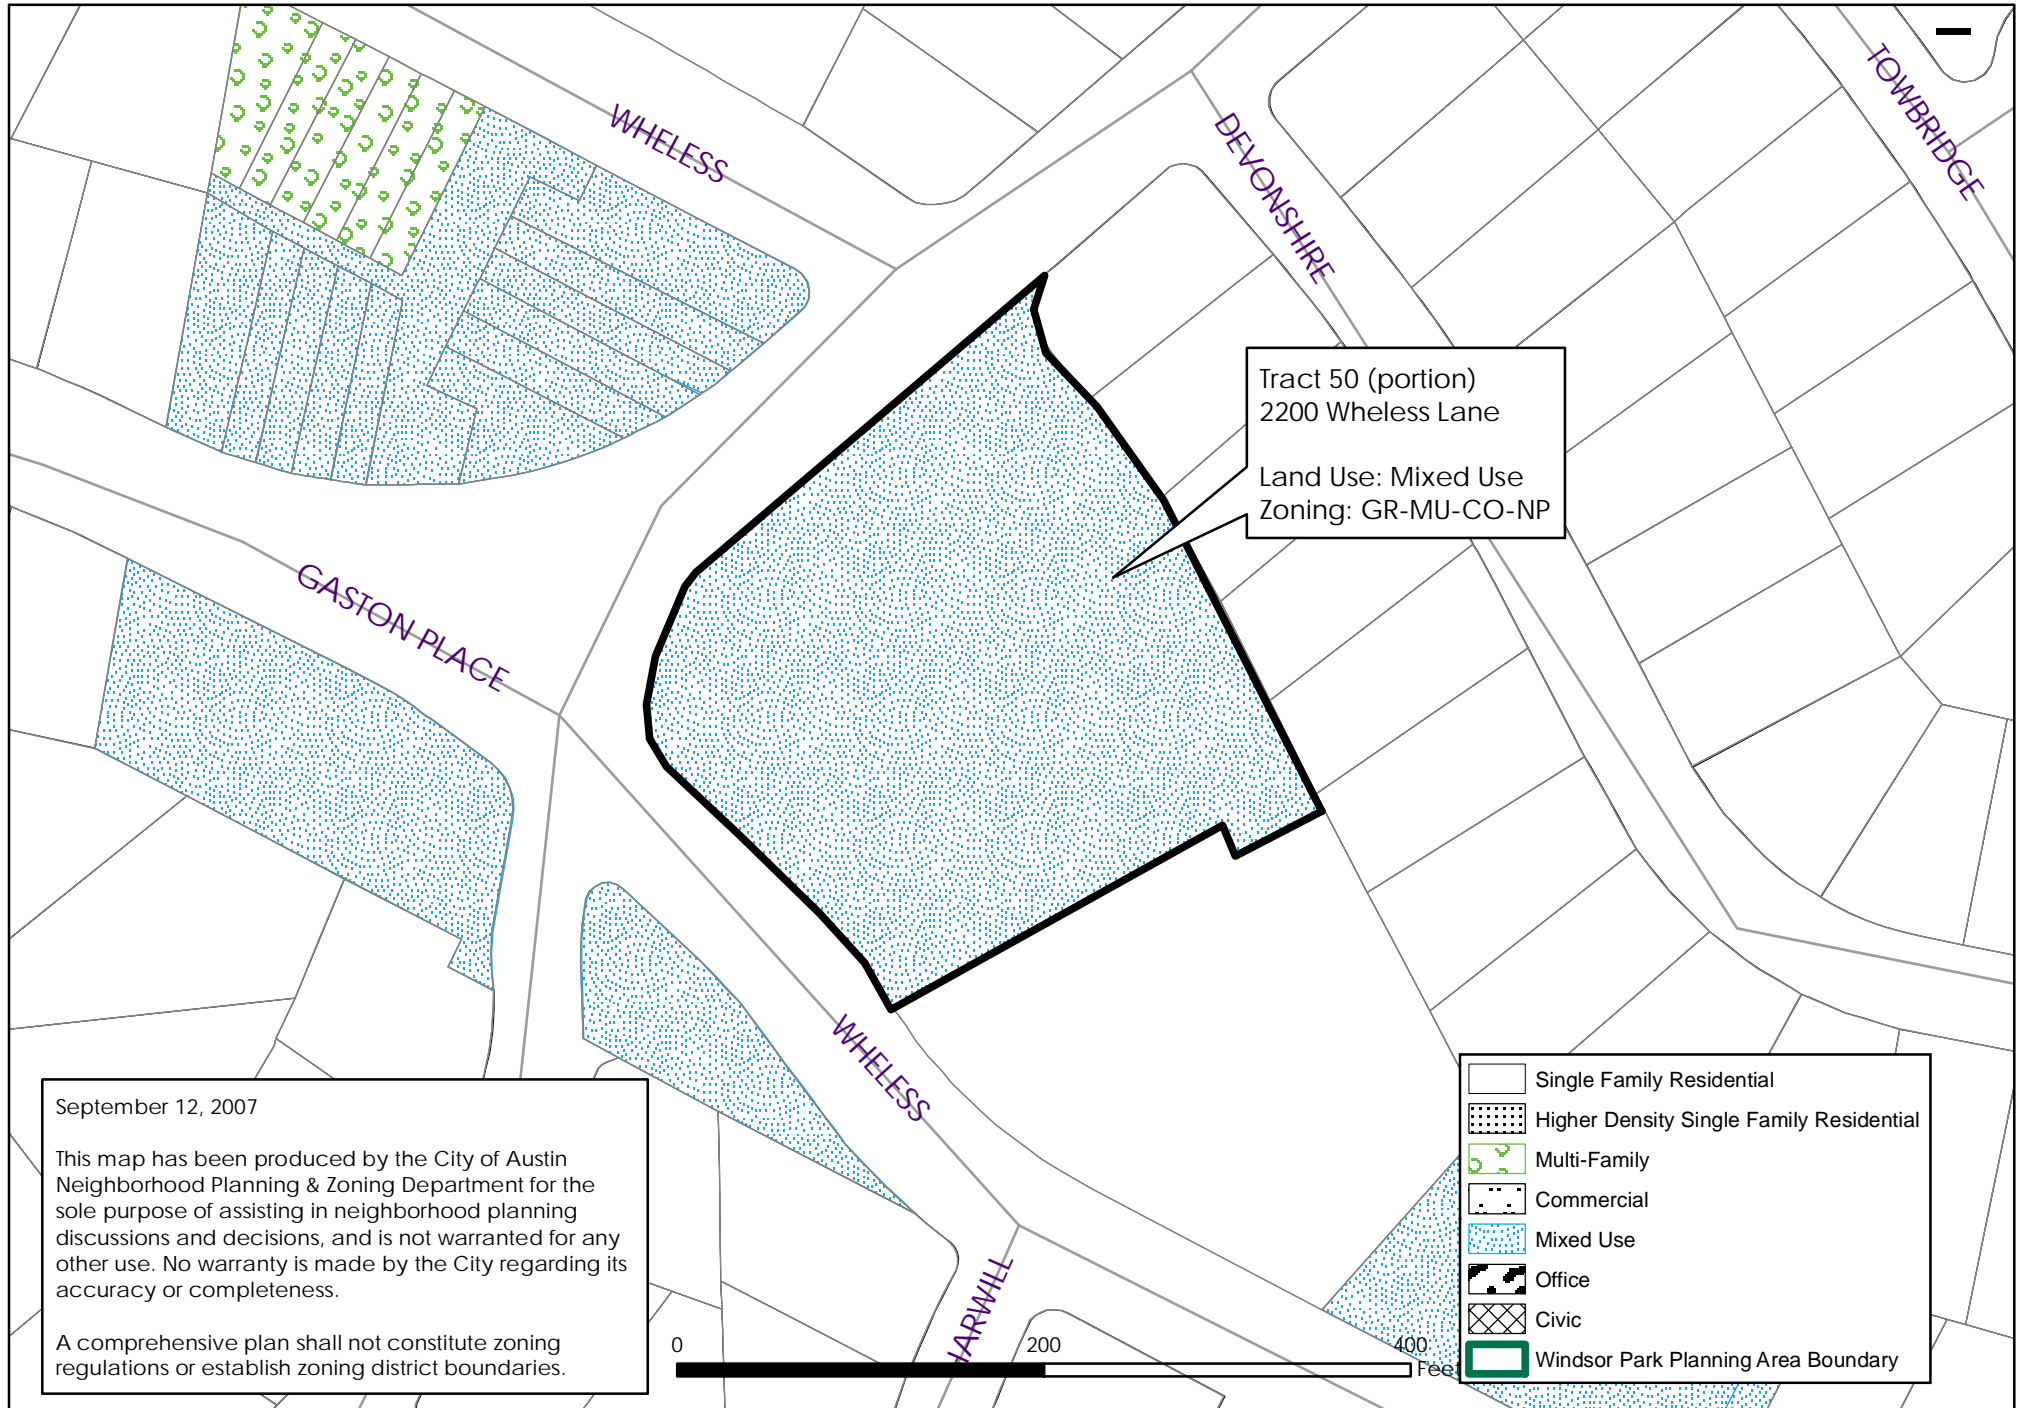 WHELESS
DEVONSHIRE
TOWBRIDGE
Tract 50 (portion)
2200 Wheless Lane
Land Use: Mixed Use
Zoning: GR-MU-CO-NP
GASTON PLACE
WHELESS
HARWILL
September 12, 2007
This map has been produced by the City of Austin
Neighborhood Planning & Zoning Department for the
sole purpose of assisting in neighborhood planning
discussions and decisions, and is not warranted for any
other use. No warranty is made by the City regarding its
accuracy or completeness.
A comprehensive plan shall not constitute zoning
regulations or establish zoning district boundaries.
0 200 400
Feet
Single Family Residential
Higher Density Single Family Residential
Multi-Family
Commercial
Mixed Use
Office
Civic
Windsor Park Planning Area Boundary